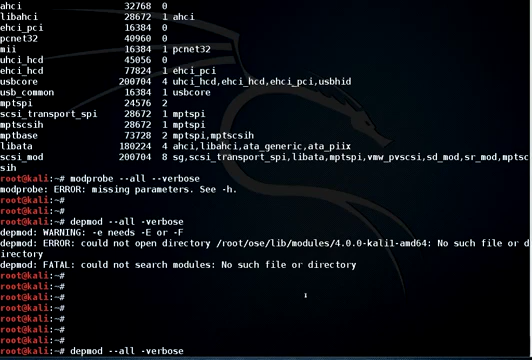 ahci 32768 0
libahci 28672 1 ahci
ehci_pci 16384 0
pcnet32 40960 0
mii 16384 1 pcnet32
uhci_hcd 45056 0
ehci_hcd 77824 1 ehci_pci
usbcore 200704 4 uhci_hcd,ehci_hcd,ehci_pci,usbhid
usb_common 16384 1 usbcore
mptspi 24576 2
scsi_transport_spi 28672 1 mptspi
mptscsih 28672 1 mptspi
mptbase 73728 2 mptspi,mptscsih
libata 180224 4 ahci,libahci,ata_generic,ata_piix
scsi_mod 200704 8 sg,scsi_transport_spi,libata,mptspi,vmw_pvscsi,sd_mod,sr_mod,mptsc
sih
root@kali:~# modprobe --all --verbose
modprobe: ERROR: missing parameters. See -h.
root@kali:~#
root@kali:~#
root@kali:~# depmod --all -verbose
depmod: WARNING: -e needs -E or -F
depmod: ERROR: could not open directory /root/ose/lib/modules/4.0.0-kali1-amd64: No such file or d
irectory
depmod: FATAL: could not search modules: No such file or directory
root@kali:~#
root@kali:~#
root@kali:~#
root@kali:~#
root@kali:~#
root@kali:~#
root@kali:~#
root@kali:~# depmod --all -verbose